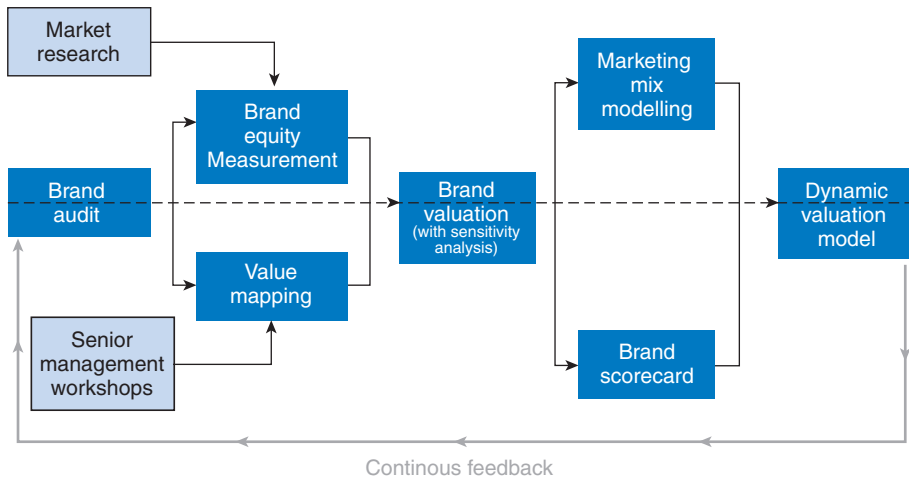 Market
research
Brand
equity
Measurement
Brand
audit
Value
mapping
Senior
management
workshops
Brand
valuation
(with sensitivity
analysis)
Marketing
mix
modelling
Brand
scorecard
Dynamic
valuation
model
Continous feedback